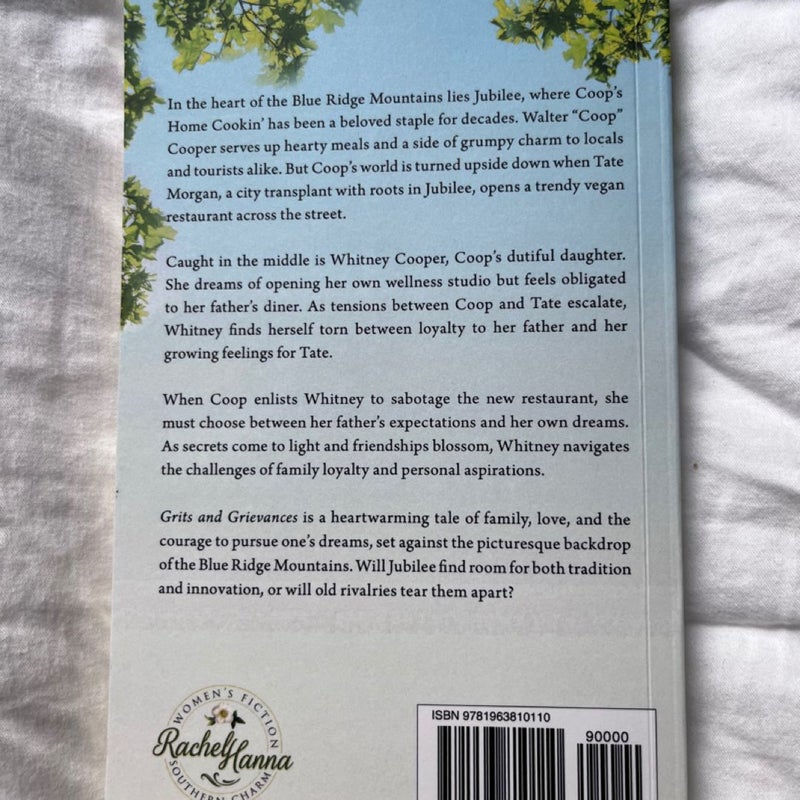 In the heart of the Blue Ridge Mountains lies Jubilee, where Coop's
Home Cookin' has been a beloved staple for decades. Walter “Coop”
Cooper serves up hearty meals and a side of grumpy charm to locals
and tourists alike. But Coop's world is turned upside down when Tate
Morgan, a city transplant with roots in Jubilee, opens a trendy vegan
restaurant across the street.
Caught in the middle is Whitney Cooper, Coop's dutiful daughter.
She dreams of opening her own wellness studio but feels obligated
to her father's diner. As tensions between Coop and Tate escalate,
Whitney finds herself torn between loyalty to her father and her
growing feelings for Tate.
When Coop enlists Whitney to sabotage the new restaurant, she
must choose between her father's expectations and her own dreams.
As secrets come to light and friendships blossom, Whitney navigates
the challenges of family loyalty and personal aspirations.
Grits and Grievances is a heartwarming tale of family, love, and the
courage to pursue one's dreams, set against the picturesque backdrop
of the Blue Ridge Mountains. Will Jubilee find room for both tradition
and innovation, or will old rivalries tear them apart?
WOMEN'S FICTION
Rachel Hanna
SOUTHERN CHARM
ISBN 9781963810110
90000